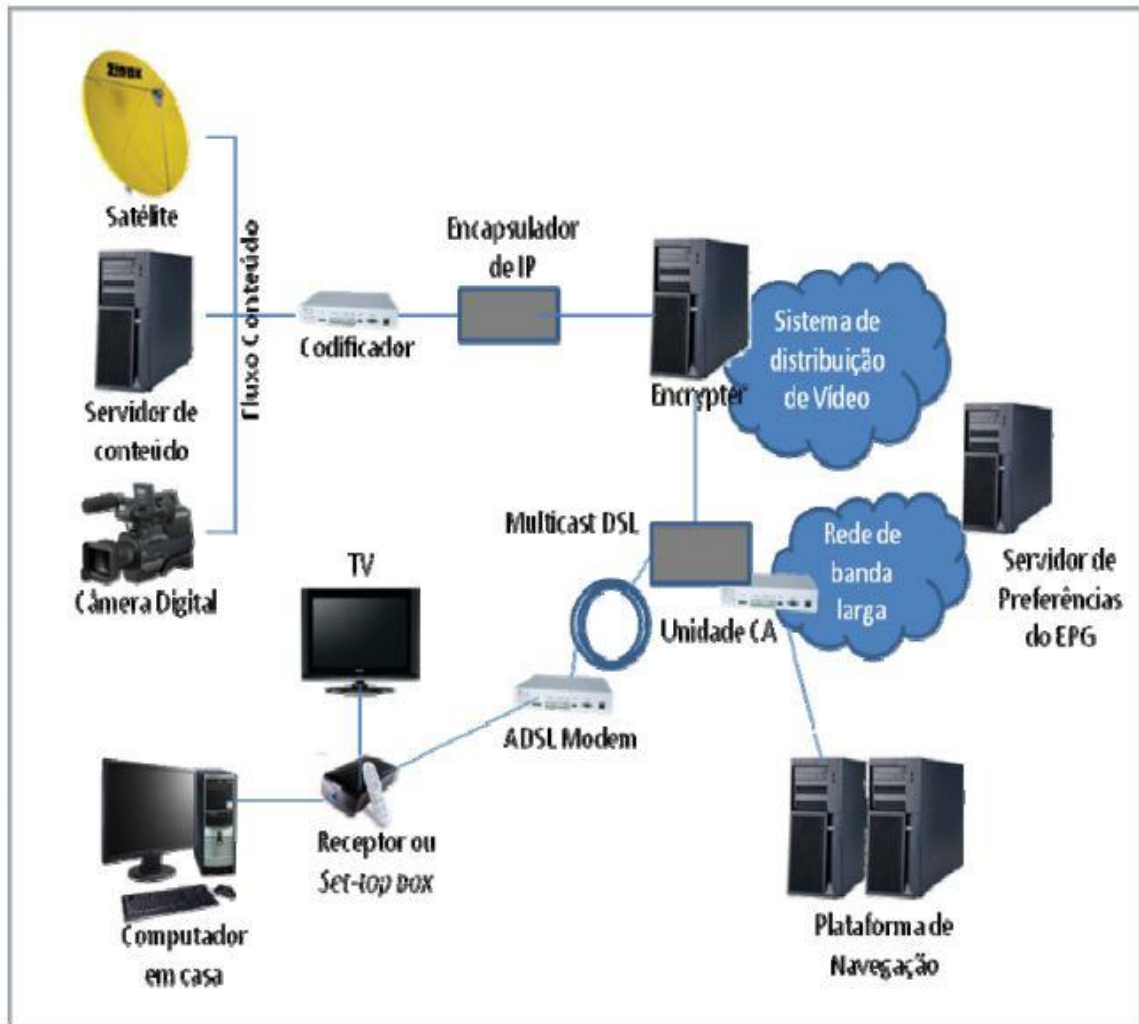 Satélite
Servidor de
conteúdo
Câmera Digital
Fluxo Conteúdo
Codificador
Encapsulador
de IP
Encrypter
Sistema de
distribuição
de Vídeo
Servidor de
Preferências
do EPG
Multicast DSL
Rede de
banda
larga
Unidade CA
TV
ADSL Modem
Receptor ou
Set-top box
Computador
em casa
Plataforma de
Navegação